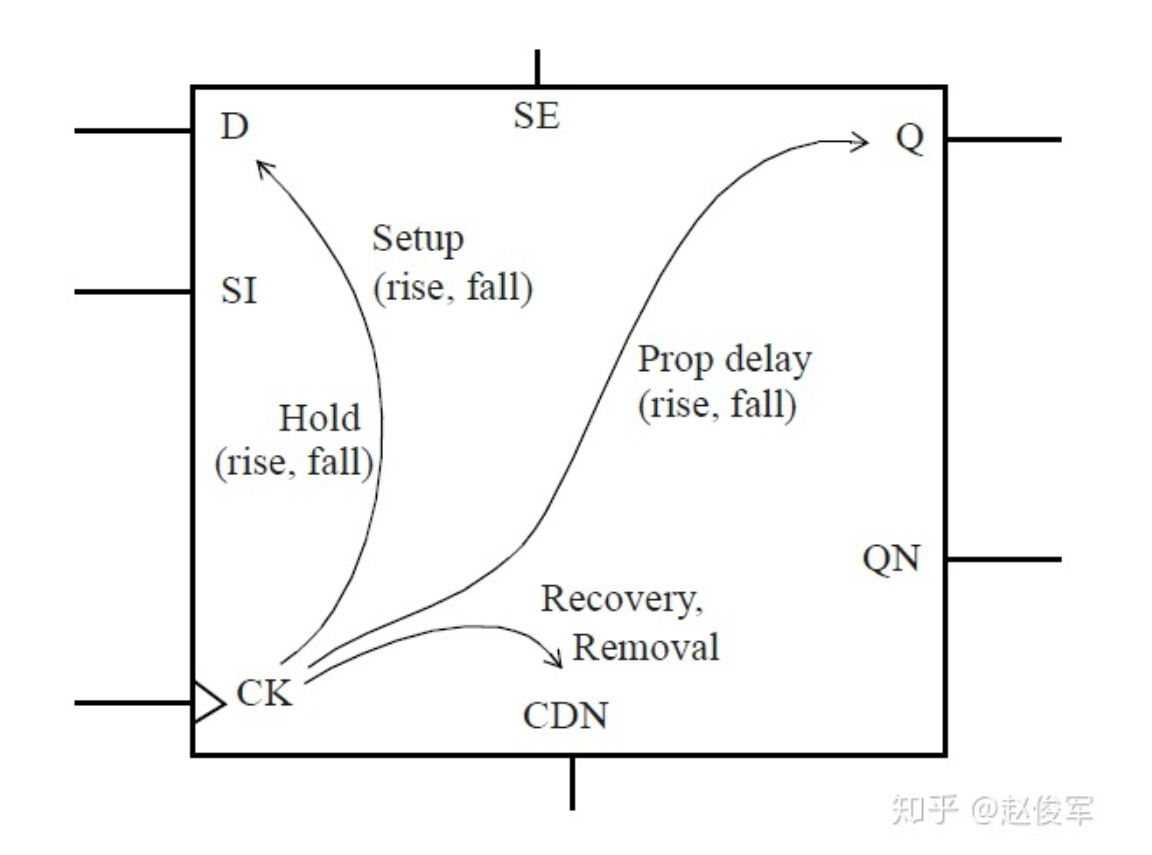 SE
D
Q
Setup
(rise, fall)
SI
Prop delay
(rise, fall)
Hold
(rise, fall)
QN
Recovery,
Removal
CK
CDN
知乎 @赵俊军